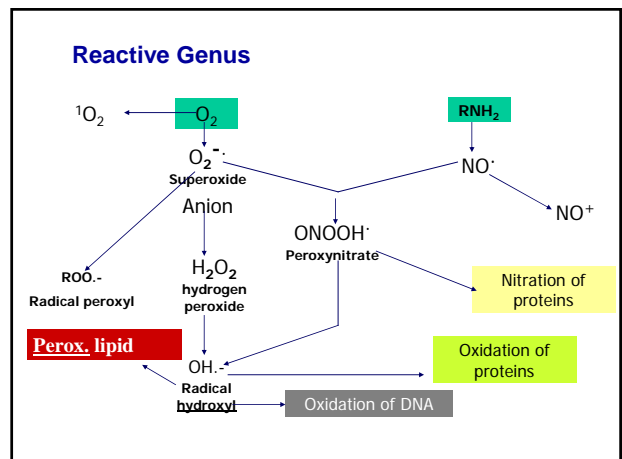 Reactive Genus
¹O₂
O₂
RNH₂
O₂⁻·
Superoxide
Anion
NO·
NO⁺
ONOOH·
Peroxynitrate
H₂O₂
hydrogen
peroxide
ROO.-
Radical peroxyl
Nitration of
proteins
Perox. lipid
OH.-
Radical
hydroxyl
Oxidation of
proteins
Oxidation of DNA